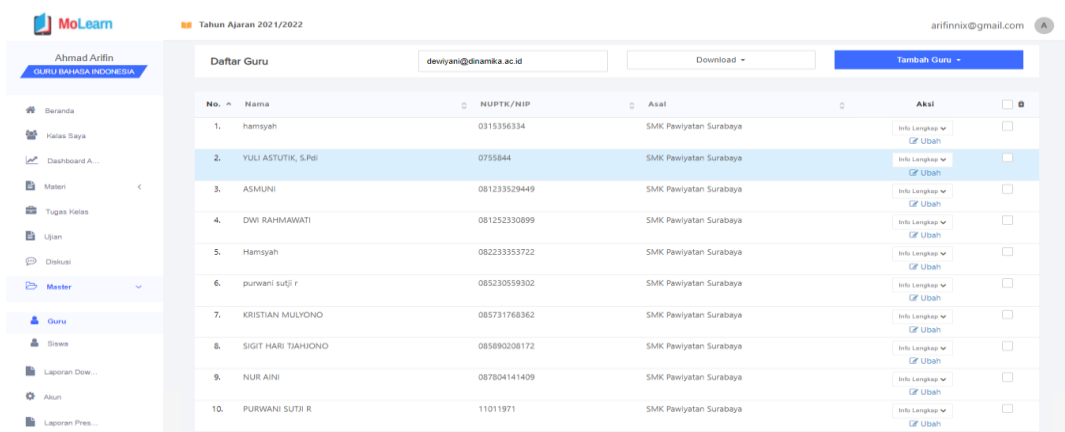 MoLearn
Tahun Ajaran 2021/2022
arifinnix@gmail.com A
Ahmad Arifin
GURU BAHASA INDONESIA
Beranda
Kelas Saya
Dashboard A...
Materi
Tugas Kelas
Ujian
Diskusi
Master
Guru
Siswa
Laporan Dow...
Akun
Laporan Pres...
Daftar Guru dewiyani@dinamika.ac.id Download Tambah Guru
No. Nama NUPTK/NIP Asal Aksi
1. hamsyah 0315356334 SMK Pawiyatan Surabaya Info Lengkap
Ubah
2. YULI ASTUTIK, S.Pdi 0755844 SMK Pawiyatan Surabaya Info Lengkap
Ubah
3. ASMUNI 081233529449 SMK Pawiyatan Surabaya Info Lengkap
Ubah
4. DWI RAHMAWATI 081252330899 SMK Pawiyatan Surabaya Info Lengkap
Ubah
5. Hamsyah 082233353722 SMK Pawiyatan Surabaya Info Lengkap
Ubah
6. purwani sutji r 085230559302 SMK Pawiyatan Surabaya Info Lengkap
Ubah
7. KRISTIAN MULYONO 085731768362 SMK Pawiyatan Surabaya Info Lengkap
Ubah
8. SIGIT HARI TJAHJONO 085890208172 SMK Pawiyatan Surabaya Info Lengkap
Ubah
9. NUR AINI 087804141409 SMK Pawiyatan Surabaya Info Lengkap
Ubah
10. PURWANI SUTJI R 11011971 SMK Pawiyatan Surabaya Info Lengkap
Ubah